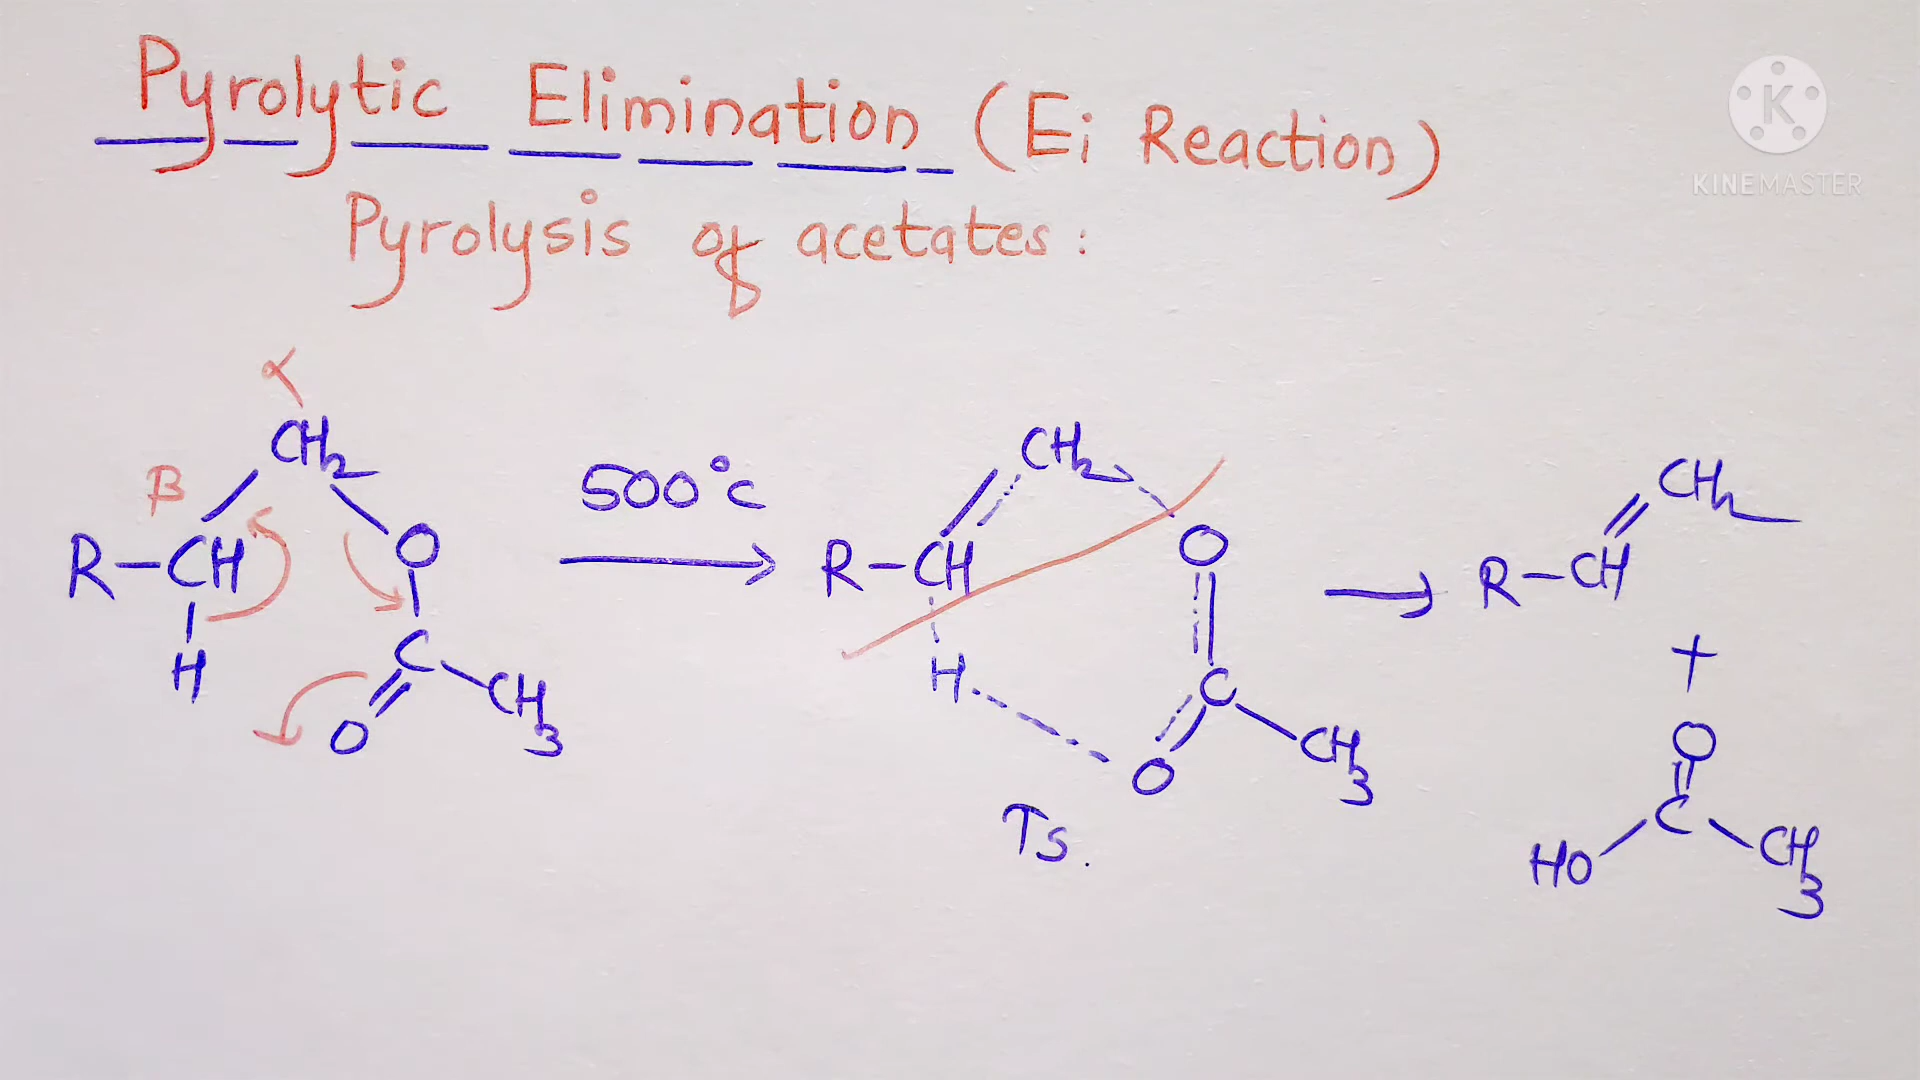 Pyrolytic Elimination (Ei Reaction)
K
KINEMASTER
Pyrolysis of acetates:
α
CH2
β
R-CH
O
H
C
O
CH3
500°C
CH2
R-CH
O
H
C
O
CH3
Ts.
CH2
R-CH
+
O
C
HO
CH3